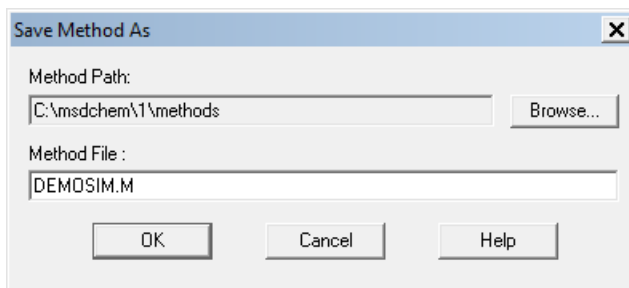 Save Method As
Method Path:
C:\msdchem\1\methods
Browse...
Method File :
DEMOSIM.M
OK Cancel Help